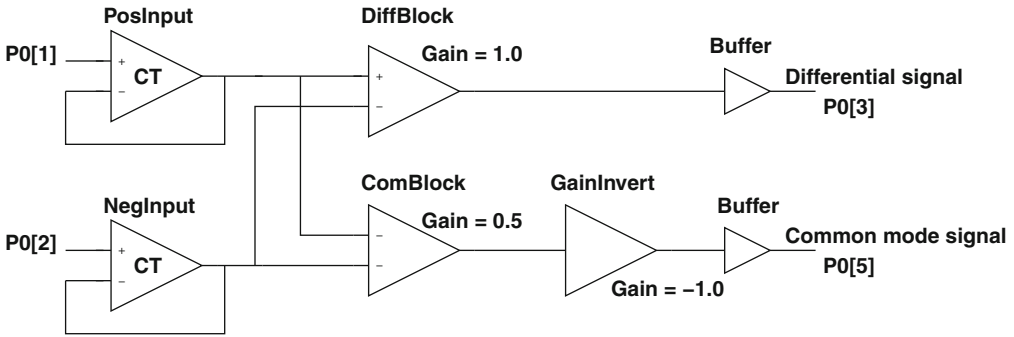 PosInput
DiffBlock
P0[1]
+
CT
−
Gain = 1.0
+
−
Buffer
Differential signal
P0[3]
NegInput
ComBlock
GainInvert
P0[2]
+
CT
−
Gain = 0.5
−
−
Buffer
Common mode signal
P0[5]
Gain = −1.0